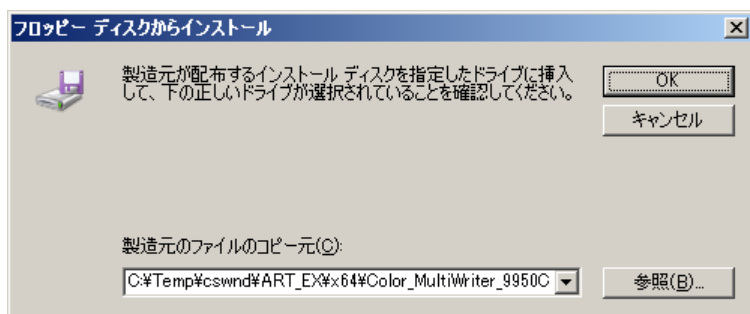 フロッピー ディスクからインストール
製造元が配布するインストール ディスクを指定したドライブに挿入
して、下の正しいドライブが選択されていることを確認してください。
OK
キャンセル
製造元のファイルのコピー元(C):
C:¥Temp¥cswnd¥ART_EX¥x64¥Color_MultiWriter_9950C
参照(B)...